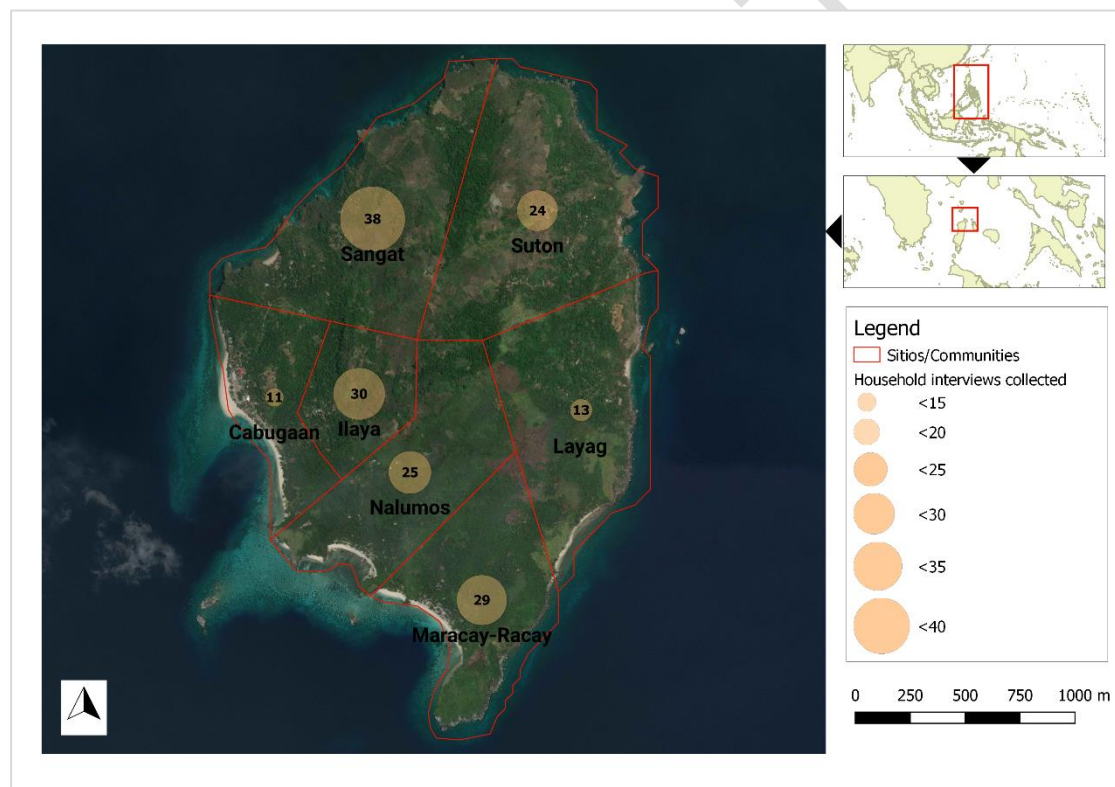 38
Sangat
24
Suton
11
Cabugaan
30
Ilaya
13
Layag
25
Nalumos
29
Maracay-Racay
Legend
Sitios/Communities
Household interviews collected
<15
<20
<25
<30
<35
<40
0 250 500 750 1000 m